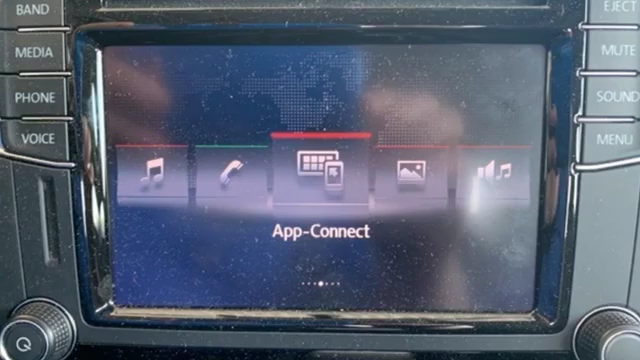 BAND
MEDIA
PHONE
VOICE
App-Connect
EJECT
MUTE
SOUND
MENU